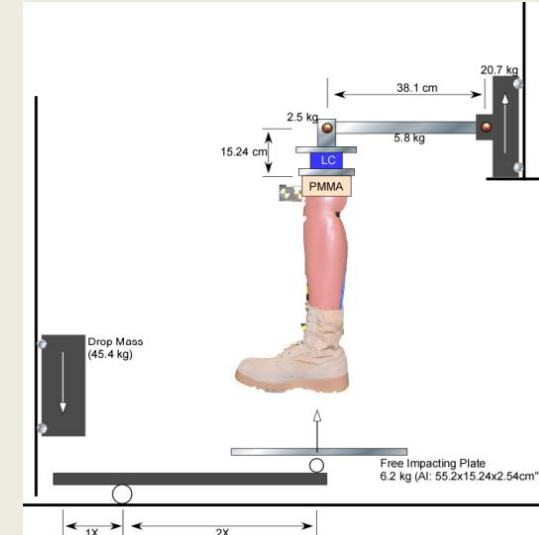 20.7 kg
38.1 cm
2.5 kg
5.8 kg
15.24 cm
LC
PMMA
Drop Mass
(45.4 kg)
Free Impacting Plate
6.2 kg (Al: 55.2x15.24x2.54cm"
1X
2X